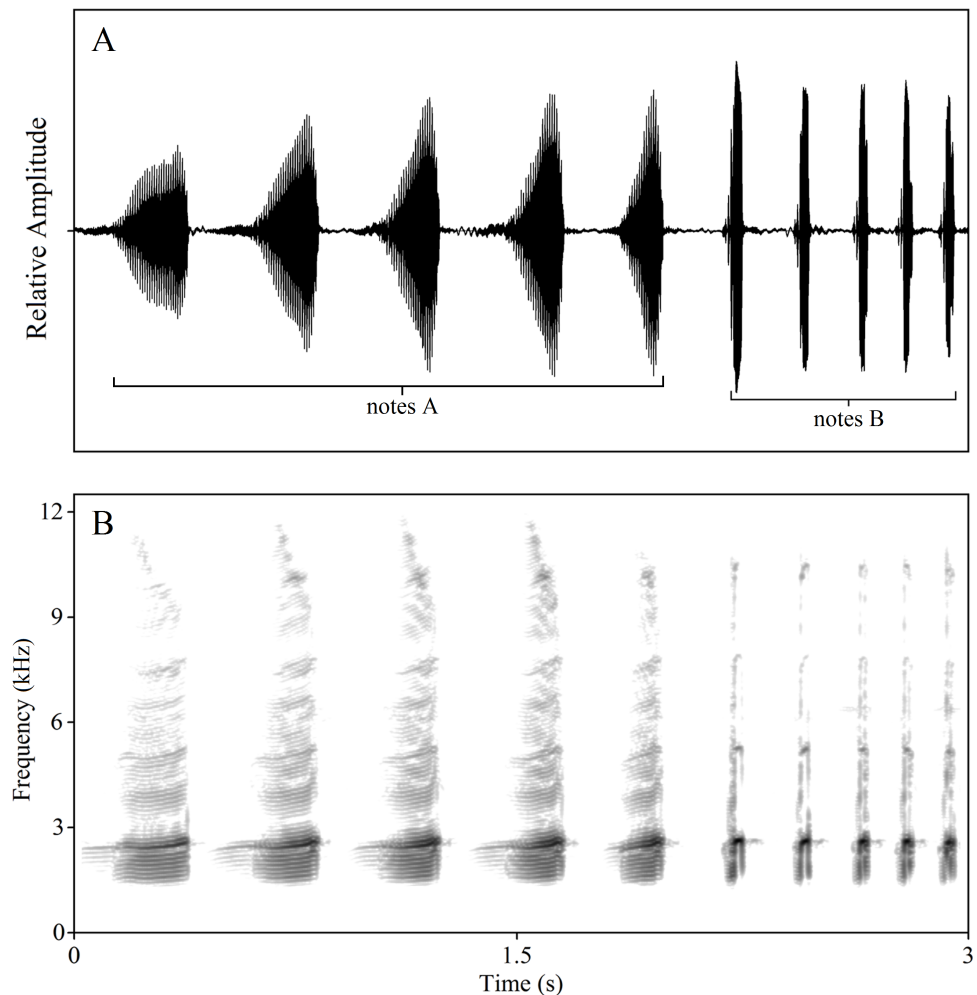 A
Relative Amplitude
notes A
notes B
B
12
9
6
3
0
Frequency (kHz)
0
1.5
3
Time (s)